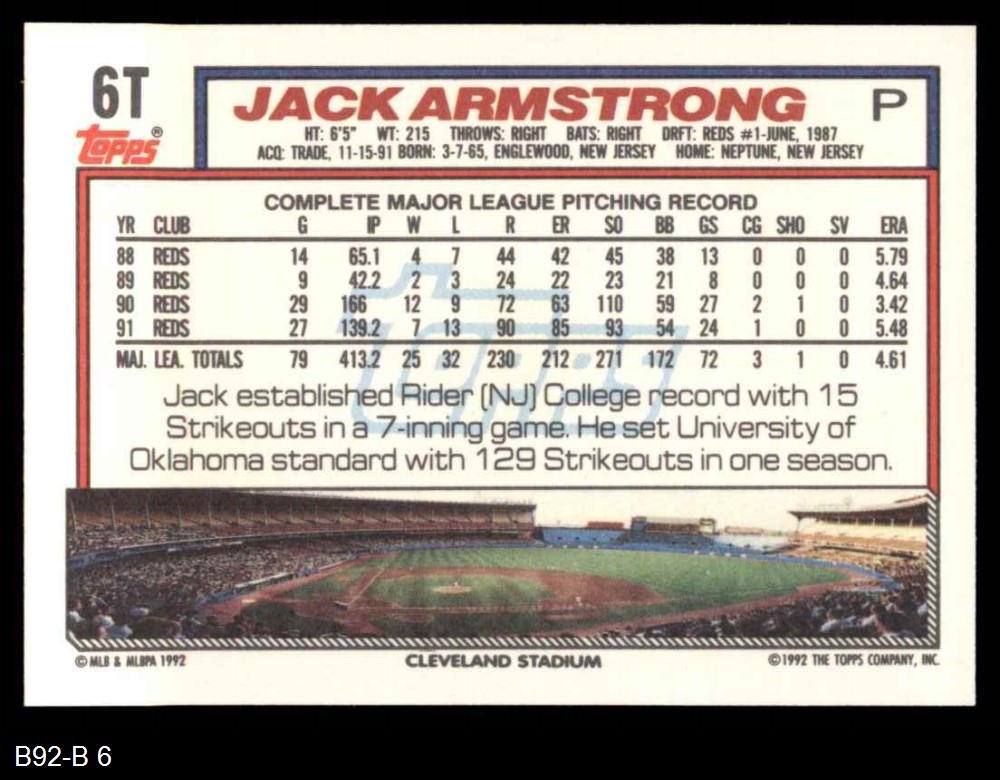 6T
Topps®
JACK ARMSTRONG P
HT: 6'5" WT: 215 THROWS: RIGHT BATS: RIGHT DRFT: REDS #1-JUNE, 1987
ACQ: TRADE, 11-15-91 BORN: 3-7-65, ENGLEWOOD, NEW JERSEY HOME: NEPTUNE, NEW JERSEY
COMPLETE MAJOR LEAGUE PITCHING RECORD
YR CLUB G IP W L R ER SO BB GS CG SHO SV ERA
88 REDS 14 65.1 4 7 44 42 45 38 13 0 0 0 5.79
89 REDS 9 42.2 2 3 24 22 23 21 8 0 0 0 4.64
90 REDS 29 166 12 9 72 63 110 59 27 2 1 0 3.42
91 REDS 27 139.2 7 13 90 85 93 54 24 1 0 0 5.48
MAJ. LEA. TOTALS 79 413.2 25 32 230 212 271 172 72 3 1 0 4.61
Topps
Jack established Rider (NJ) College record with 15
Strikeouts in a 7-inning game. He set University of
Oklahoma standard with 129 Strikeouts in one season.
© MLB & MLBPA 1992 CLEVELAND STADIUM ©1992 THE TOPPS COMPANY, INC.
B92-B 6